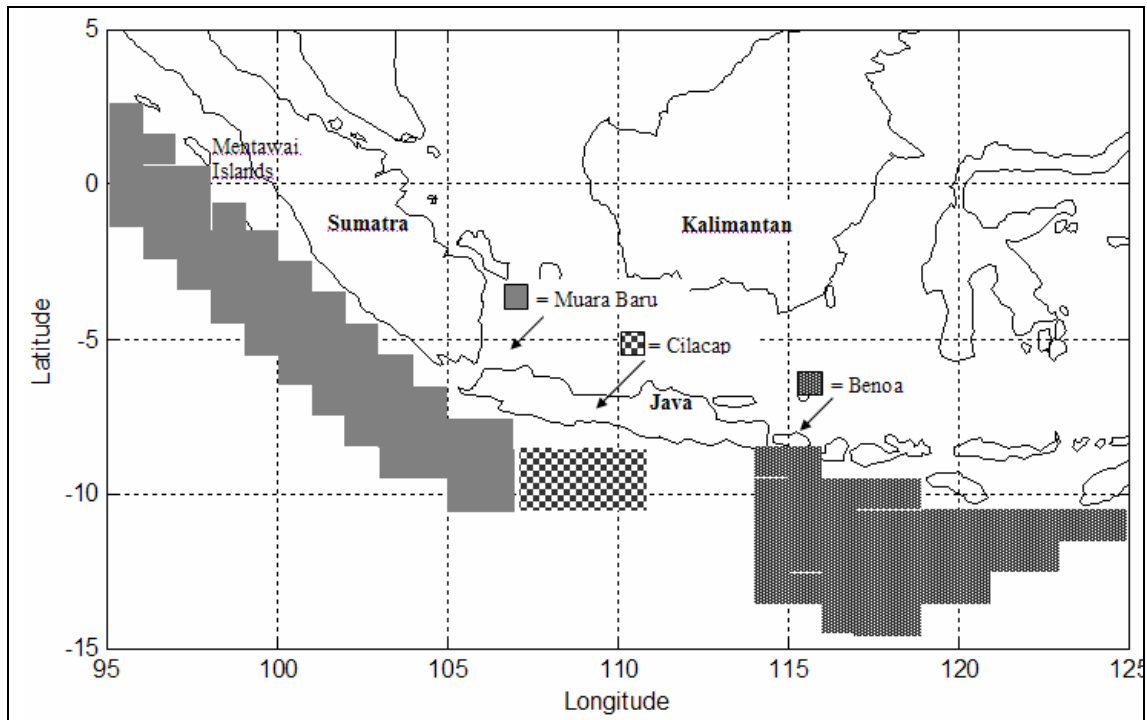 5
0
-5
-10
-15
Latitude
Mentawai
Islands
Sumatra
Kalimantan
= Muara Baru
= Cilacap
Java
= Benoa
95
100
105
110
115
120
125
Longitude